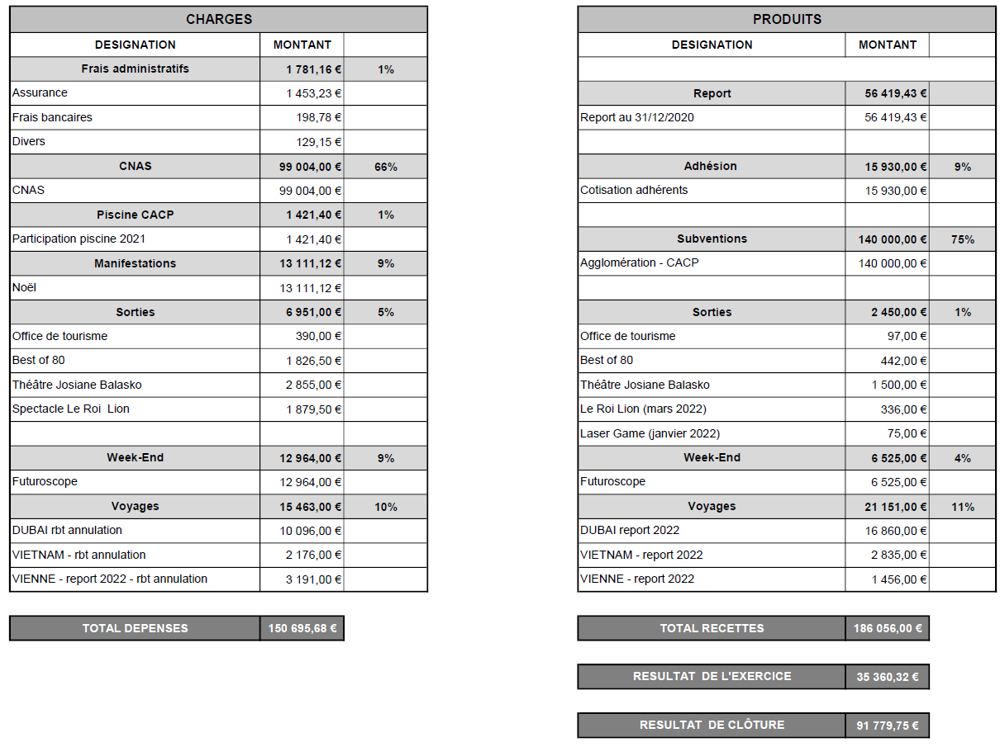 CHARGES
DESIGNATION MONTANT
Frais administratifs 1 781,16 € 1%
Assurance 1 453,23 €
Frais bancaires 198,78 €
Divers 129,15 €
CNAS 99 004,00 € 66%
CNAS 99 004,00 €
Piscine CACP 1 421,40 € 1%
Participation piscine 2021 1 421,40 €
Manifestations 13 111,12 € 9%
Noël 13 111,12 €
Sorties 6 951,00 € 5%
Office de tourisme 390,00 €
Best of 80 1 826,50 €
Théâtre Josiane Balasko 2 855,00 €
Spectacle Le Roi Lion 1 879,50 €
Week-End 12 964,00 € 9%
Futuroscope 12 964,00 €
Voyages 15 463,00 € 10%
DUBAI rbt annulation 10 096,00 €
VIETNAM - rbt annulation 2 176,00 €
VIENNE - report 2022 - rbt annulation 3 191,00 €
TOTAL DEPENSES 150 695,68 €
PRODUITS
DESIGNATION MONTANT
Report 56 419,43 €
Report au 31/12/2020 56 419,43 €
Adhésion 15 930,00 € 9%
Cotisation adhérents 15 930,00 €
Subventions 140 000,00 € 75%
Agglomération - CACP 140 000,00 €
Sorties 2 450,00 € 1%
Office de tourisme 97,00 €
Best of 80 442,00 €
Théâtre Josiane Balasko 1 500,00 €
Le Roi Lion (mars 2022) 336,00 €
Laser Game (janvier 2022) 75,00 €
Week-End 6 525,00 € 4%
Futuroscope 6 525,00 €
Voyages 21 151,00 € 11%
DUBAI report 2022 16 860,00 €
VIETNAM - report 2022 2 835,00 €
VIENNE - report 2022 1 456,00 €
TOTAL RECETTES 186 056,00 €
RESULTAT DE L'EXERCICE 35 360,32 €
RESULTAT DE CLÔTURE 91 779,75 €